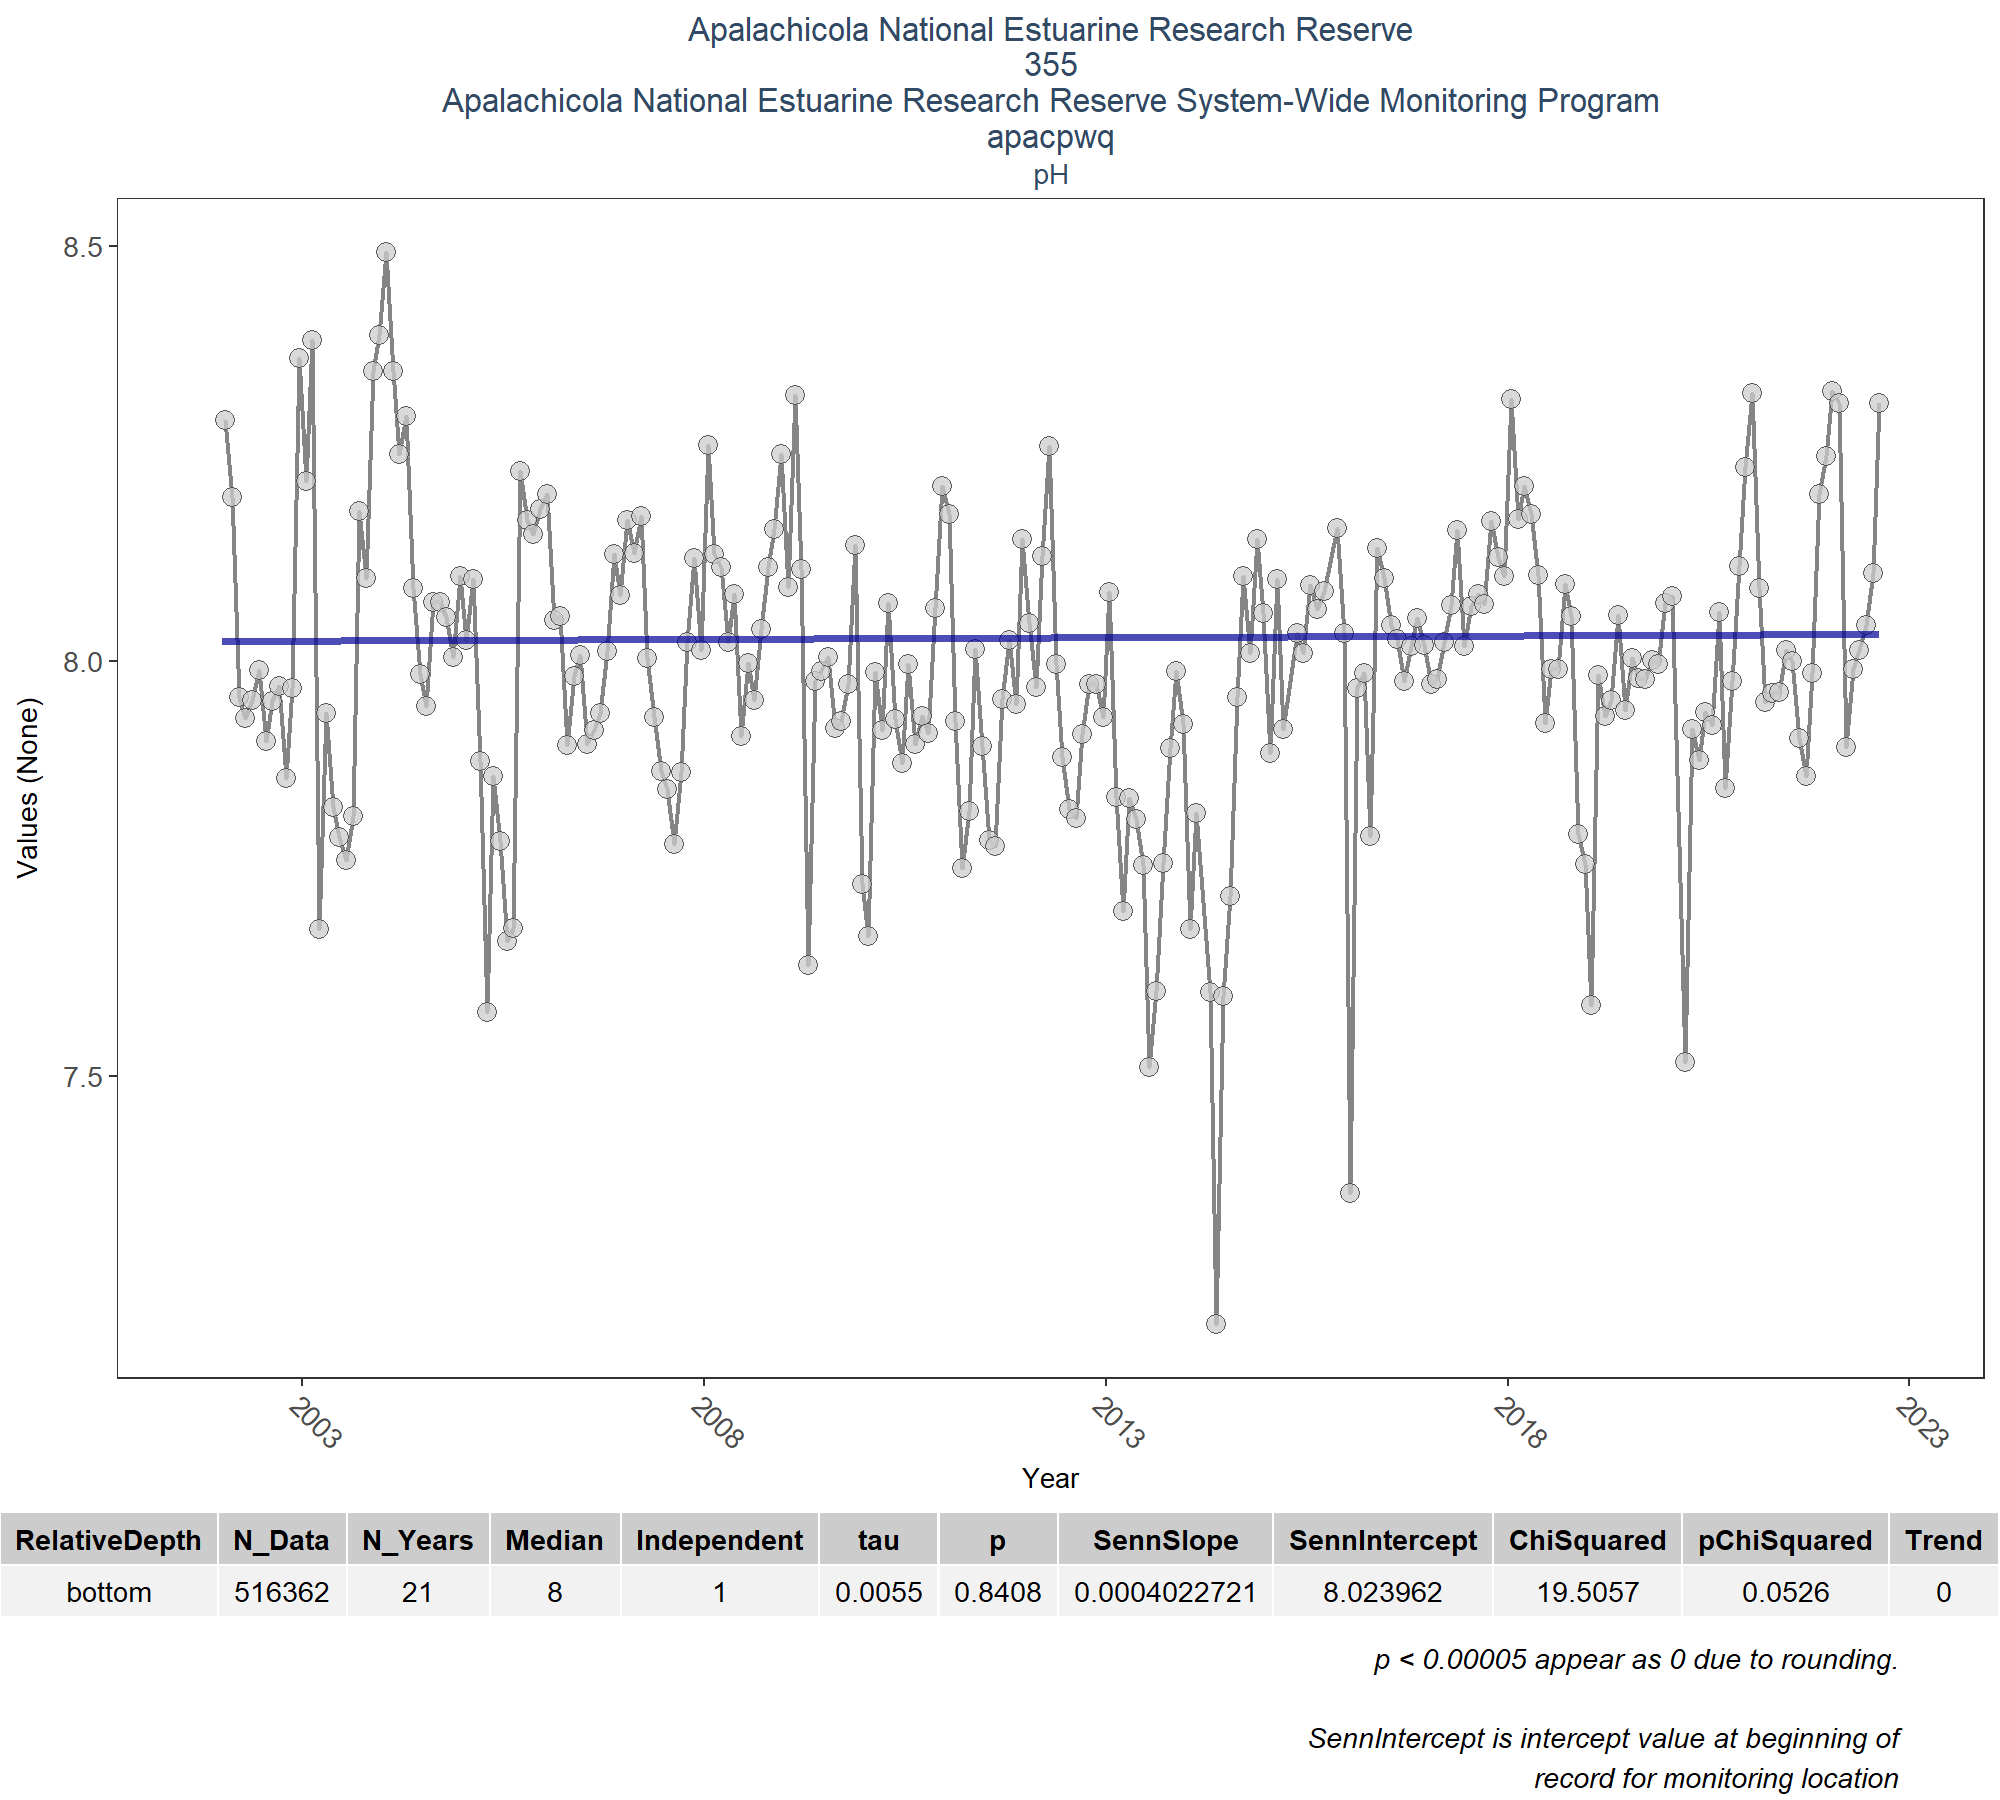 Apalachicola National Estuarine Research Reserve
355
Apalachicola National Estuarine Research Reserve System-Wide Monitoring Program
apacpwq
pH
8.5
8.0
7.5
Values (None)
2003 2008 2013 2018 2023
Year
RelativeDepth N_Data N_Years Median Independent tau p SennSlope SennIntercept ChiSquared pChiSquared Trend
bottom 516362 21 8 1 0.0055 0.8408 0.0004022721 8.023962 19.5057 0.0526 0
p < 0.00005 appear as 0 due to rounding.
SennIntercept is intercept value at beginning of
record for monitoring location